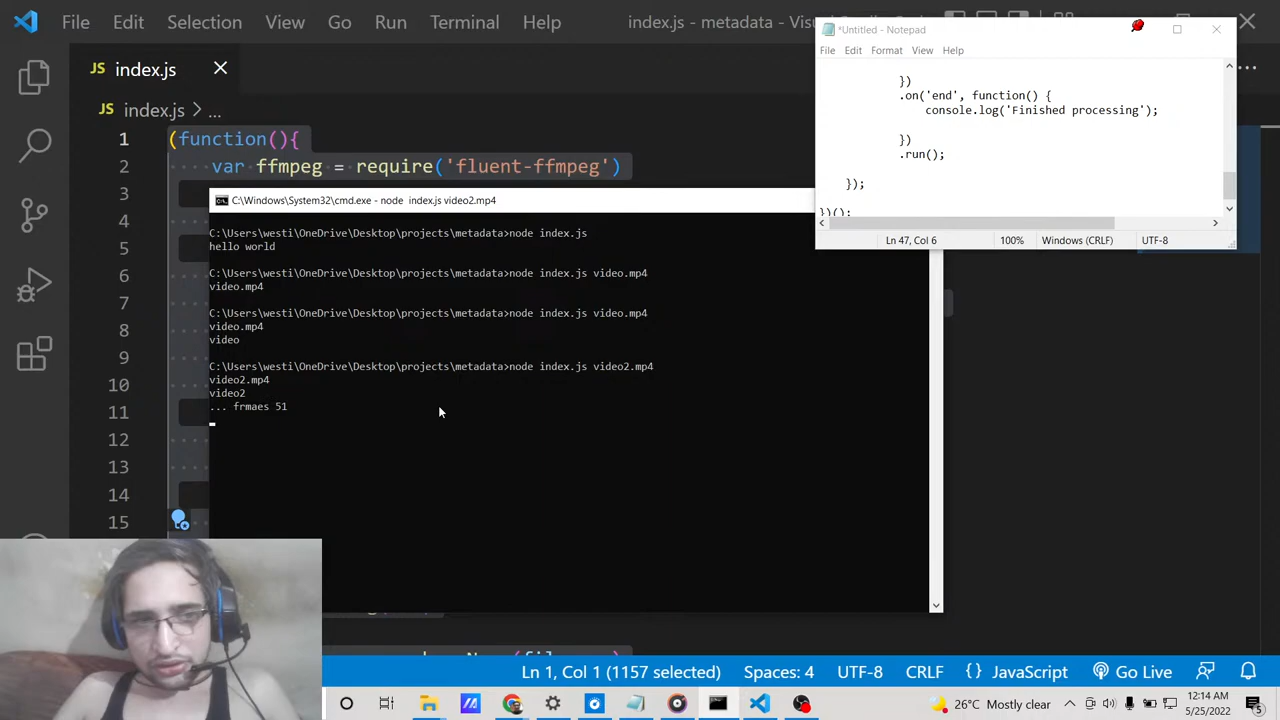 File Edit Selection View Go Run Terminal Help
index.js - metadata - Visual
*Untitled - Notepad
File Edit Format View Help
})
.on('end', function() {
console.log('Finished processing');
})
.run();
});
})();
Ln 47, Col 6 100% Windows (CRLF) UTF-8
JS index.js
JS index.js > ...
1 (function(){
2 var ffmpeg = require('fluent-ffmpeg')
3
4
5
6
7
8
9
10
11
12
13
14
15
C:\Windows\System32\cmd.exe - node index.js video2.mp4
C:\Users\westi\OneDrive\Desktop\projects\metadata>node index.js
hello world
C:\Users\westi\OneDrive\Desktop\projects\metadata>node index.js video.mp4
video.mp4
C:\Users\westi\OneDrive\Desktop\projects\metadata>node index.js video.mp4
video.mp4
video
C:\Users\westi\OneDrive\Desktop\projects\metadata>node index.js video2.mp4
video2.mp4
video2
... frmaes 51
Ln 1, Col 1 (1157 selected) Spaces: 4 UTF-8 CRLF {} JavaScript Go Live
26°C Mostly clear
12:14 AM
5/25/2022
5